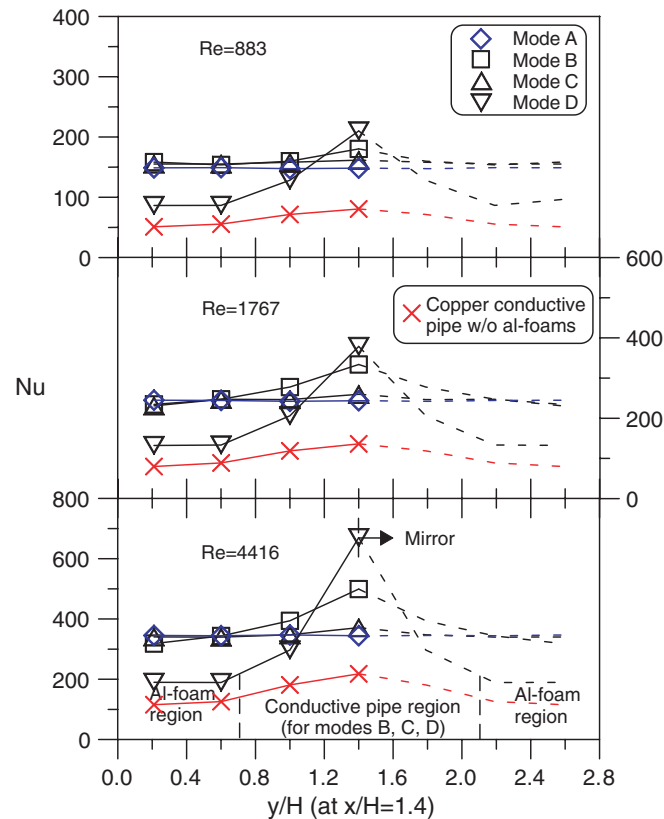 400
300
200
100
0
Re=883
Mode A
Mode B
Mode C
Mode D
600
400
200
0
Re=1767
Copper conductive
pipe w/o al-foams
Nu
800
600
400
200
0
Re=4416
Mirror
Al-foam
region
Conductive pipe region
(for modes B, C, D)
Al-foam
region
0.0 0.4 0.8 1.2 1.6 2.0 2.4 2.8
y/H (at x/H=1.4)